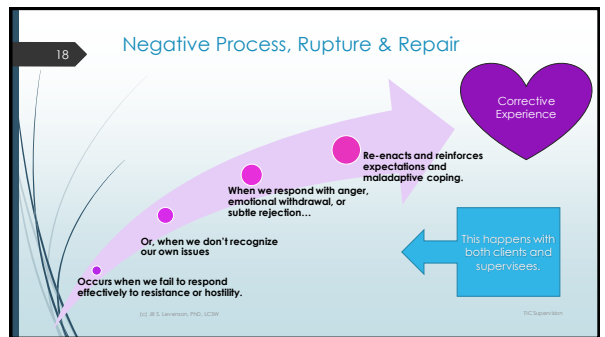 18
Negative Process, Rupture & Repair
Corrective
Experience
Re-enacts and reinforces
expectations and
maladaptive coping.
When we respond with anger,
emotional withdrawal, or
subtle rejection…
Or, when we don't recognize
our own issues
Occurs when we fail to respond
effectively to resistance or hostility.
This happens with
both clients and
supervisees.
(c) Jill S. Levenson, PhD, LCSW
TIC Supervision